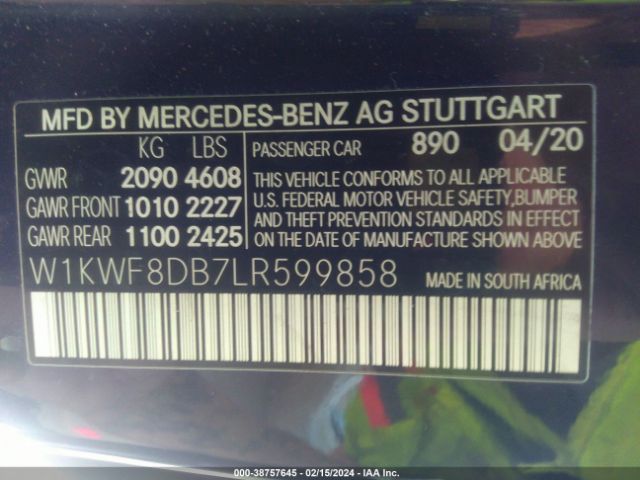 MFD BY MERCEDES-BENZ AG STUTTGART
KG LBS
GVWR 2090 4608
GAWR FRONT 1010 2227
GAWR REAR 1100 2425
PASSENGER CAR 890 04/20
THIS VEHICLE CONFORMS TO ALL APPLICABLE
U.S. FEDERAL MOTOR VEHICLE SAFETY,BUMPER
AND THEFT PREVENTION STANDARDS IN EFFECT
ON THE DATE OF MANUFACTURE SHOWN ABOVE
W1KWF8DB7LR599858 MADE IN SOUTH AFRICA
000-38757645 - 02/15/2024 - IAA Inc.